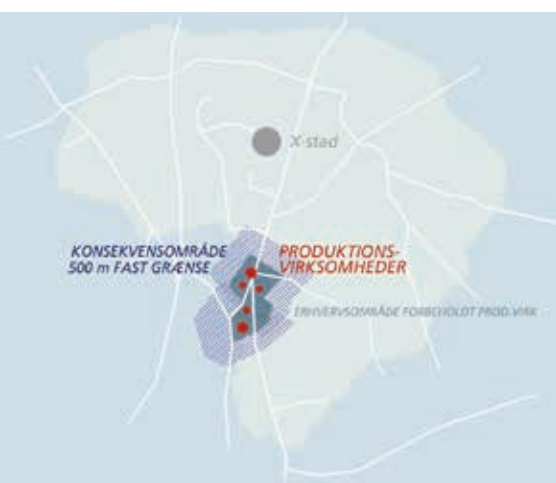 X-stad
KONSEKVENSOMRÅDE
500 m FAST GRÆNSE
PRODUKTIONS-
VIRKSOMHEDER
ERHVERVSOMRÅDE FORBEHOLDT PROD.VIRK